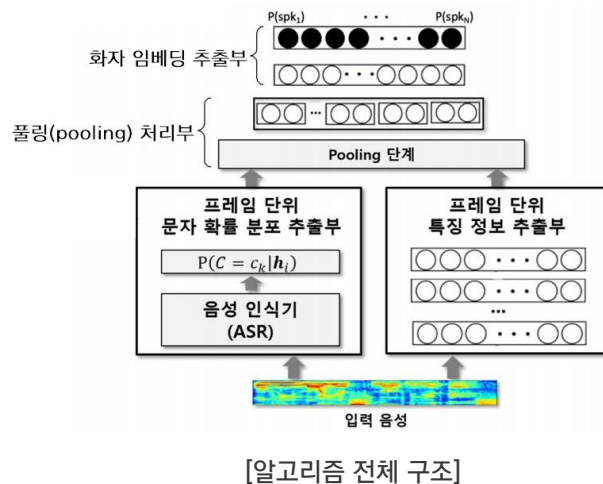 P(spk₁) · · · P(spk_N)
화자 임베딩 추출부
풀링(pooling) 처리부
Pooling 단계
프레임 단위
문자 확률 분포 추출부
P(C = c_k|h_i)
음성 인식기
(ASR)
프레임 단위
특징 정보 추출부
입력 음성
[알고리즘 전체 구조]